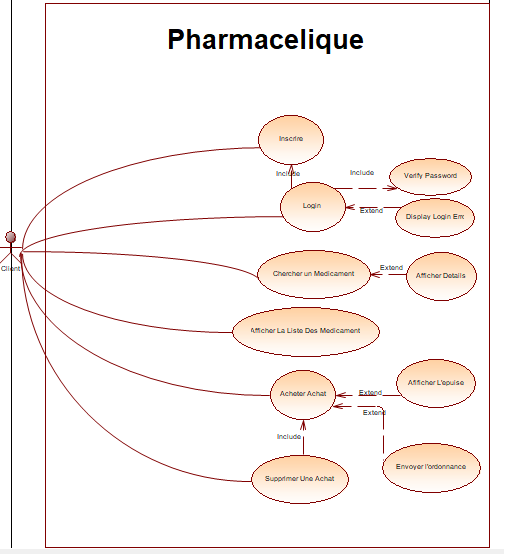 Pharmacelique
Inscrire
Include
Include
Verify Password
Login
Extend
Display Login Err
Client
Extend
Chercher un Medicament
Afficher Details
Afficher La Liste Des Medicament
Extend
Afificher L'epuise
Acheter Achat
Extend
Include
Envoyer l'ordonnance
Supprimer Une Achat